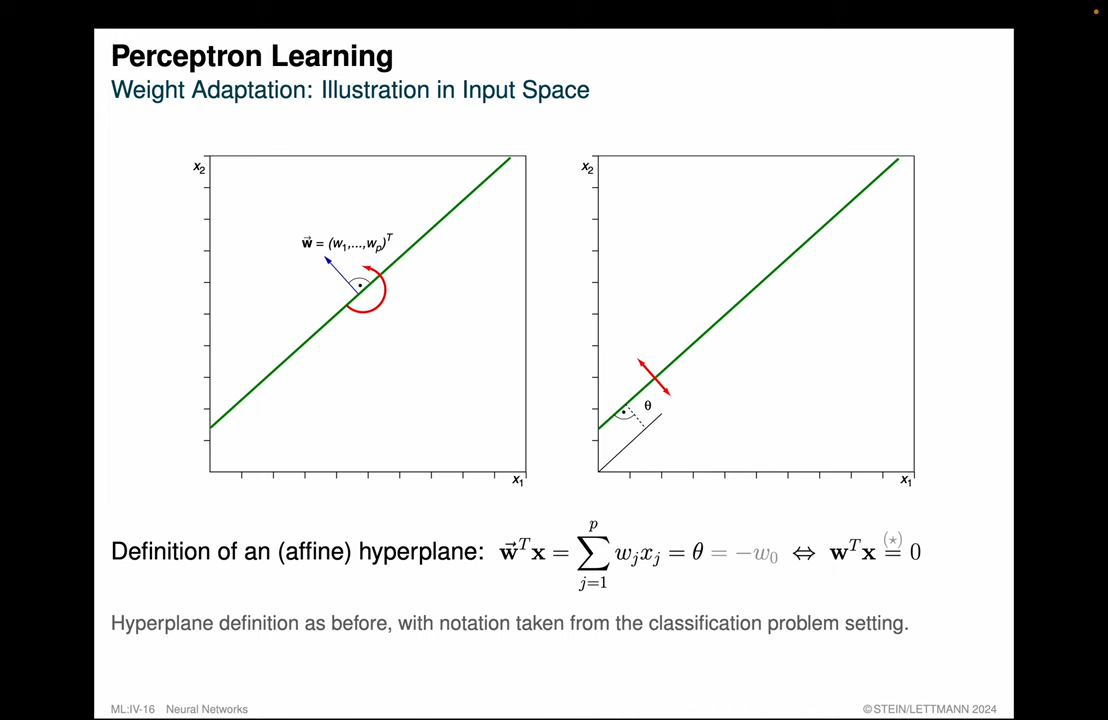 Perceptron Learning
Weight Adaptation: Illustration in Input Space
x₂
w⃗ = (w₁,...,wₚ)ᵀ
x₁
x₂
θ
x₁
Definition of an (affine) hyperplane: w⃗ᵀx = ∑ⱼ₌₁ᵖ wⱼxⱼ = θ = −w₀ ⇔ wᵀx (⋆)= 0
Hyperplane definition as before, with notation taken from the classification problem setting.
ML:IV-16 Neural Networks ©STEIN/LETTMANN 2024